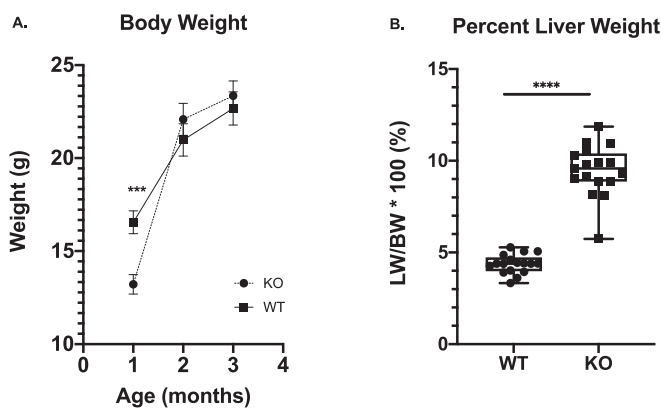 A.
Body Weight
25
20
15
10
Weight (g)
***
KO
WT
0 1 2 3 4
Age (months)
B.
Percent Liver Weight
15
10
5
0
LW/BW * 100 (%)
****
WT KO